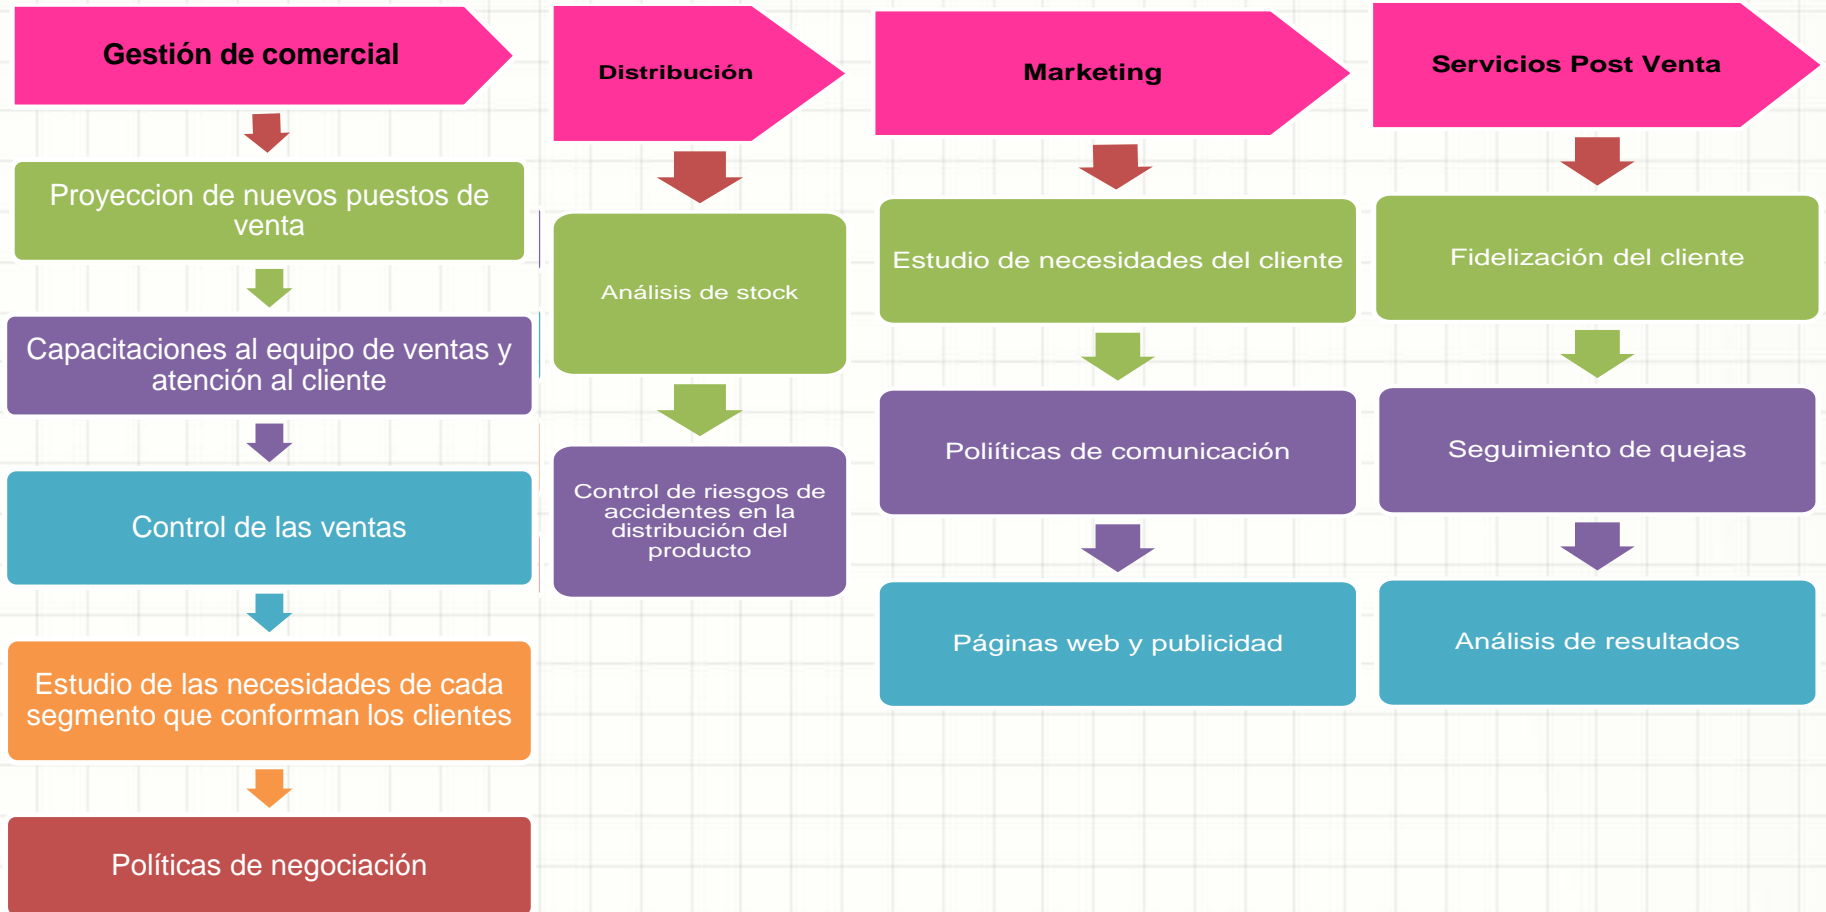 Gestión de comercial
Proyeccion de nuevos puestos de
venta
Capacitaciones al equipo de ventas y
atención al cliente
Control de las ventas
Estudio de las necesidades de cada
segmento que conforman los clientes
Políticas de negociación
Distribución
Análisis de stock
Control de riesgos de
accidentes en la
distribución del
producto
Marketing
Estudio de necesidades del cliente
Poliíticas de comunicación
Páginas web y publicidad
Servicios Post Venta
Fidelización del cliente
Seguimiento de quejas
Análisis de resultados